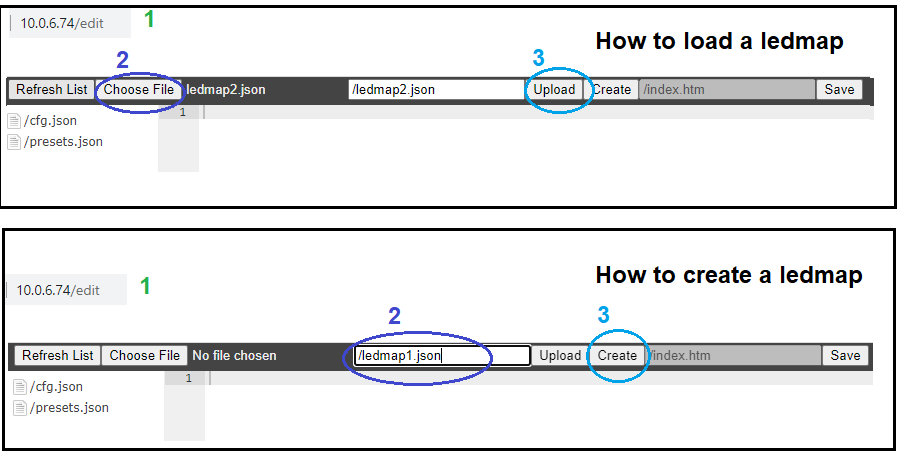 10.0.6.74/edit 1
How to load a ledmap
2 3
Refresh List Choose File ledmap2.json /ledmap2.json Upload Create /index.htm Save
/cfg.json 1
/presets.json
10.0.6.74/edit 1
How to create a ledmap
2 3
Refresh List Choose File No file chosen /ledmap1.json Upload Create /index.htm Save
/cfg.json 1
/presets.json